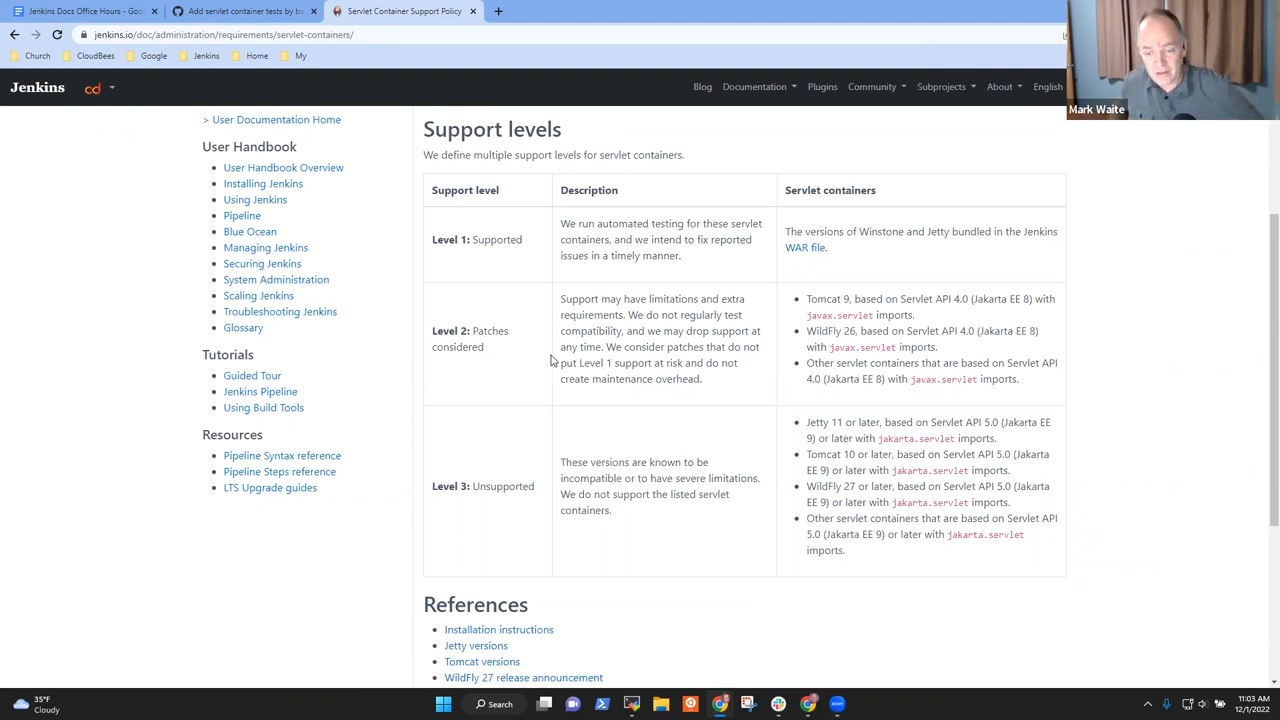 Jenkins Docs Office Hours - Goo
Add servlet container tests by ba
Servlet Container Support Policy
jenkins.io/doc/administration/requirements/servlet-containers/
Church
CloudBees
Google
Jenkins
Home
My
Jenkins
cd
Blog
Documentation
Plugins
Community
Subprojects
About
English
Mark Waite
> User Documentation Home
User Handbook
User Handbook Overview
Installing Jenkins
Using Jenkins
Pipeline
Blue Ocean
Managing Jenkins
Securing Jenkins
System Administration
Scaling Jenkins
Troubleshooting Jenkins
Glossary
Tutorials
Guided Tour
Jenkins Pipeline
Using Build Tools
Resources
Pipeline Syntax reference
Pipeline Steps reference
LTS Upgrade guides
Support levels
We define multiple support levels for servlet containers.
Support level
Description
Servlet containers
Level 1: Supported
We run automated testing for these servlet
containers, and we intend to fix reported
issues in a timely manner.
The versions of Winstone and Jetty bundled in the Jenkins
WAR file.
Level 2: Patches
considered
Support may have limitations and extra
requirements. We do not regularly test
compatibility, and we may drop support at
any time. We consider patches that do not
put Level 1 support at risk and do not
create maintenance overhead.
Tomcat 9, based on Servlet API 4.0 (Jakarta EE 8) with
javax.servlet imports.
WildFly 26, based on Servlet API 4.0 (Jakarta EE 8)
with javax.servlet imports.
Other servlet containers that are based on Servlet API
4.0 (Jakarta EE 8) with javax.servlet imports.
Level 3: Unsupported
These versions are known to be
incompatible or to have severe limitations.
We do not support the listed servlet
containers.
Jetty 11 or later, based on Servlet API 5.0 (Jakarta EE
9) or later with jakarta.servlet imports.
Tomcat 10 or later, based on Servlet API 5.0 (Jakarta
EE 9) or later with jakarta.servlet imports.
WildFly 27 or later, based on Servlet API 5.0 (Jakarta
EE 9) or later with jakarta.servlet imports.
Other servlet containers that are based on Servlet API
5.0 (Jakarta EE 9) or later with jakarta.servlet
imports.
References
Installation instructions
Jetty versions
Tomcat versions
WildFly 27 release announcement
35°F
Cloudy
Search
11:03 AM
12/1/2022